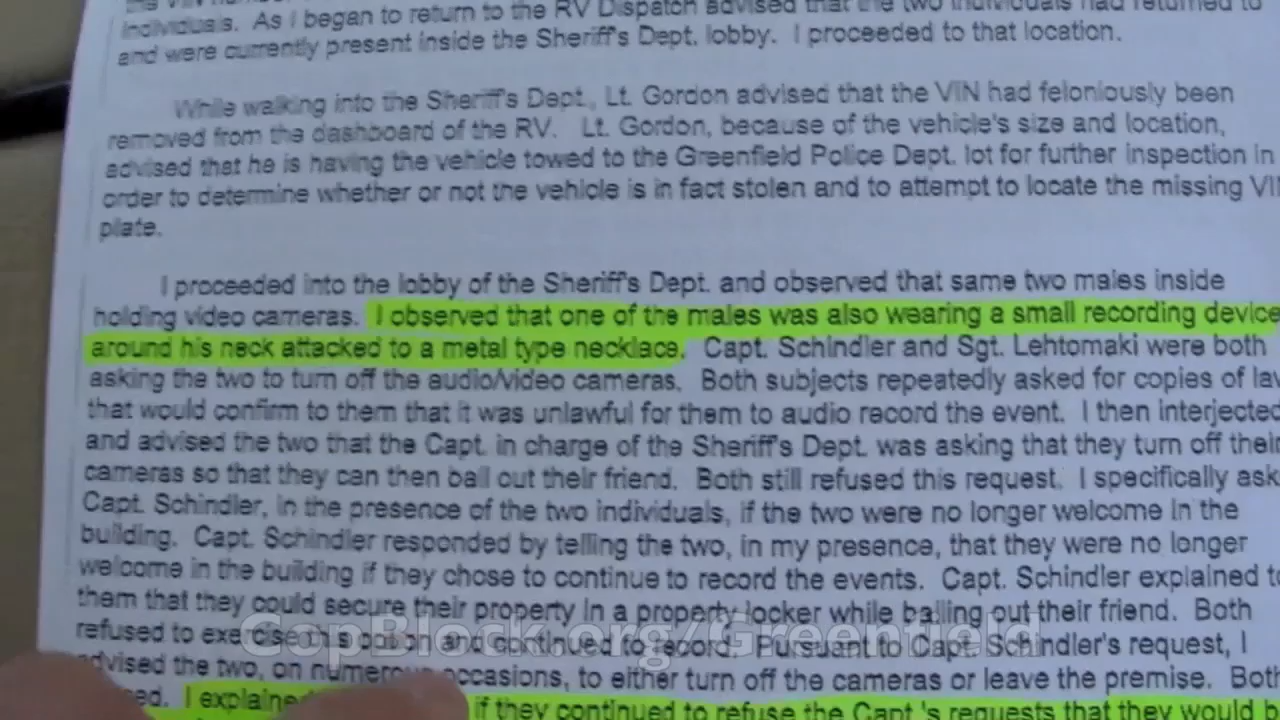 individuals. As I began to return to the RV Dispatch advised that the two individuals had returned to
and were currently present inside the Sheriff's Dept. lobby. I proceeded to that location.
While walking into the Sheriff's Dept., Lt. Gordon advised that the VIN had feloniously been
removed from the dashboard of the RV. Lt. Gordon, because of the vehicle's size and location,
advised that he is having the vehicle towed to the Greenfield Police Dept. lot for further inspection in
order to determine whether or not the vehicle is in fact stolen and to attempt to locate the missing VI
plate.
I proceeded into the lobby of the Sheriff's Dept. and observed that same two males inside
holding video cameras. I observed that one of the males was also wearing a small recording device
around his neck attacked to a metal type necklace. Capt. Schindler and Sgt. Lehtomaki were both
asking the two to turn off the audio/video cameras. Both subjects repeatedly asked for copies of la
that would confirm to them that it was unlawful for them to audio record the event. I then interjected
and advised the two that the Capt. in charge of the Sheriff's Dept. was asking that they turn off their
cameras so that they can then bail out their friend. Both still refused this request. I specifically ask
Capt. Schindler, in the presence of the two individuals, if the two were no longer welcome in the
building. Capt. Schindler responded by telling the two, in my presence, that they were no longer
welcome in the building if they chose to continue to record the events. Capt. Schindler explained t
them that they could secure their property in a property locker while bailing out their friend. Both
refused to exercise this option and continued to record. Pursuant to Capt. Schindler's request, I
advised the two, on numerous occasions, to either turn off the cameras or leave the premise. Both
I explained if they continued to refuse the Capt.'s requests that they would b
CopBlock.org/Greenfield